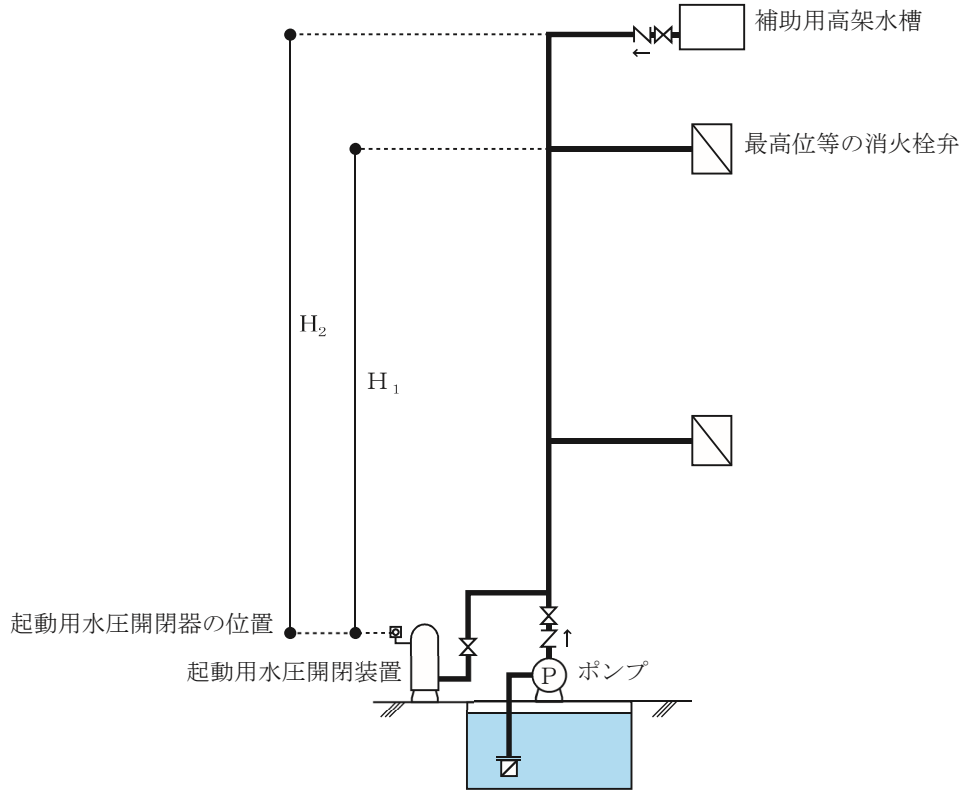 補助用高架水槽
最高位等の消火栓弁
H₂
H₁
起動用水圧開閉器の位置
起動用水圧開閉装置
ポンプ
P